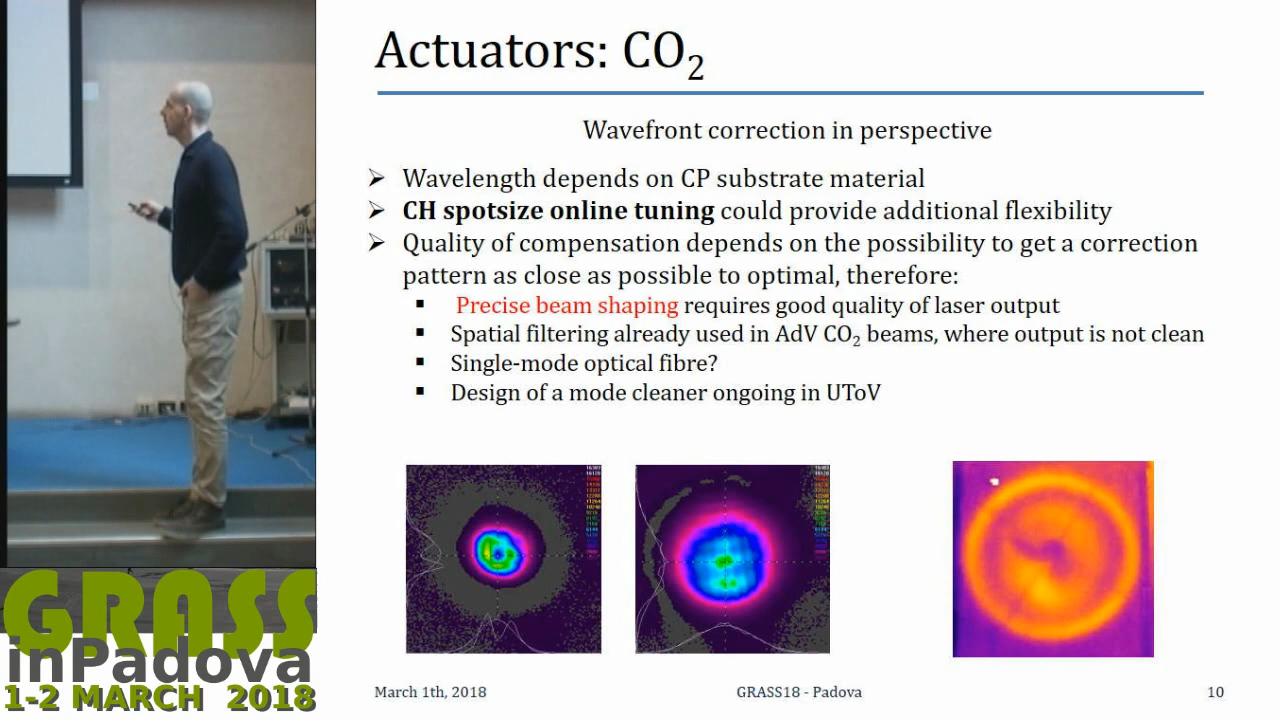 Actuators: CO2
Wavefront correction in perspective
➢ Wavelength depends on CP substrate material
➢ CH spotsize online tuning could provide additional flexibility
➢ Quality of compensation depends on the possibility to get a correction
pattern as close as possible to optimal, therefore:
▪ Precise beam shaping requires good quality of laser output
▪ Spatial filtering already used in AdV CO2 beams, where output is not clean
▪ Single-mode optical fibre?
▪ Design of a mode cleaner ongoing in UToV
March 1th, 2018
GRASS18 - Padova
10
GRASS
inPadova
1-2 MARCH 2018